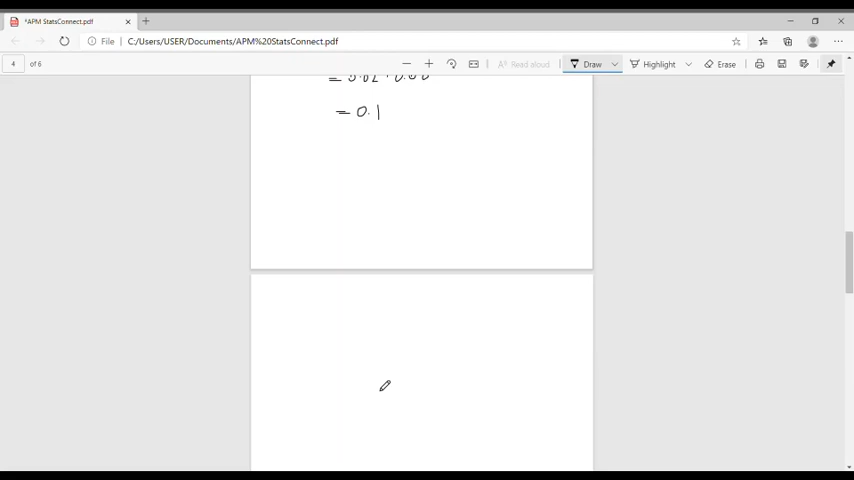 *APM StatsConnect.pdf
File C:/Users/USER/Documents/APM%20StatsConnect.pdf
4 of 6 Read aloud Draw Highlight Erase
= 0.1